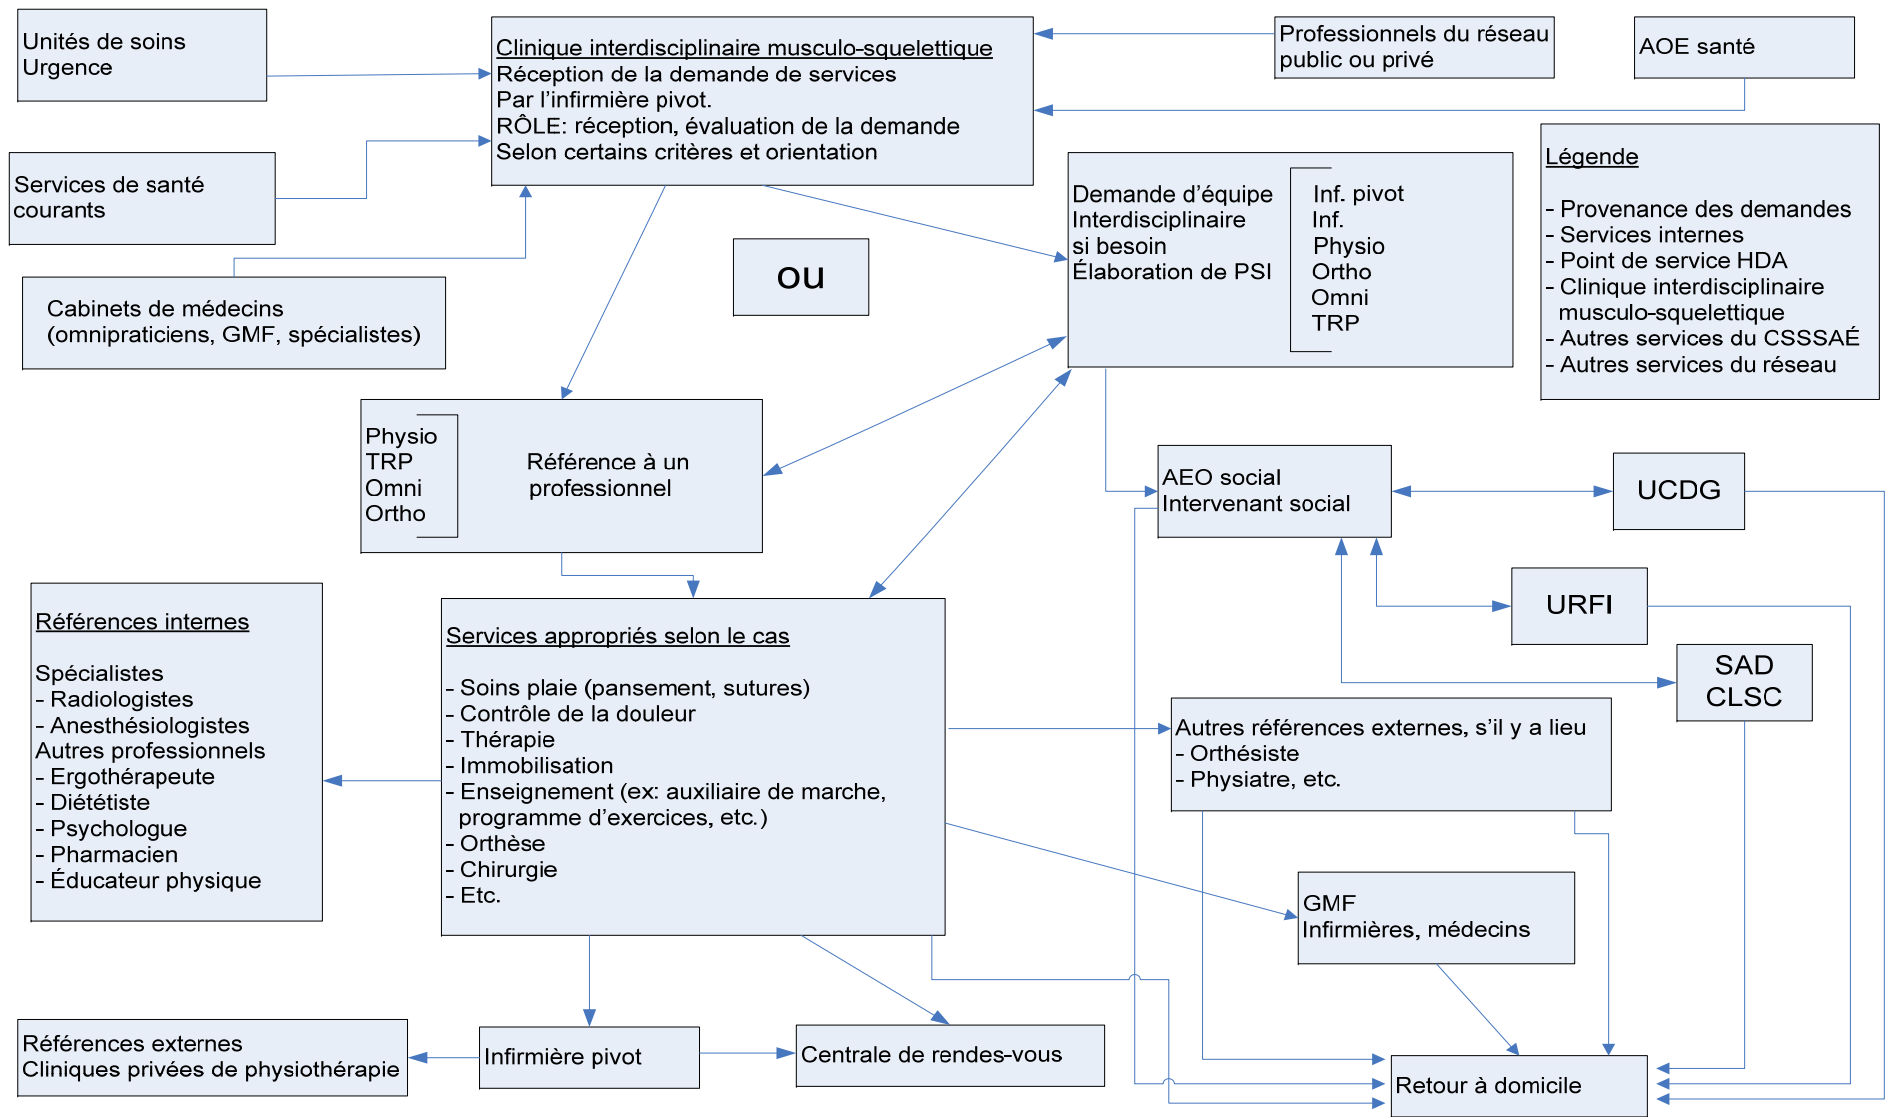 Unités de soins
Urgence
Clinique interdisciplinaire musculo-squelettique
Réception de la demande de services
Par l'infirmière pivot.
RÔLE: réception, évaluation de la demande
Selon certains critères et orientation
Professionnels du réseau
public ou privé
AOE santé
Services de santé
courants
Cabinets de médecins
(omnipraticiens, GMF, spécialistes)
ou
Demande d'équipe
Interdisciplinaire
si besoin
Élaboration de PSI
Inf. pivot
Inf.
Physio
Ortho
Omni
TRP
Légende
- Provenance des demandes
- Services internes
- Point de service HDA
- Clinique interdisciplinaire
musculo-squelettique
- Autres services du CSSSAÉ
- Autres services du réseau
Physio
TRP
Omni
Ortho
Référence à un
professionnel
AEO social
Intervenant social
UCDG
URFI
SAD
CLSC
Références internes
Spécialistes
- Radiologistes
- Anesthésiologistes
Autres professionnels
- Ergothérapeute
- Diététiste
- Psychologue
- Pharmacien
- Éducateur physique
Services appropriés selon le cas
- Soins plaie (pansement, sutures)
- Contrôle de la douleur
- Thérapie
- Immobilisation
- Enseignement (ex: auxiliaire de marche,
programme d'exercices, etc.)
- Orthèse
- Chirurgie
- Etc.
Autres références externes, s'il y a lieu
- Orthésiste
- Physiatre, etc.
GMF
Infirmières, médecins
Références externes
Cliniques privées de physiothérapie
Infirmière pivot
Centrale de rendes-vous
Retour à domicile